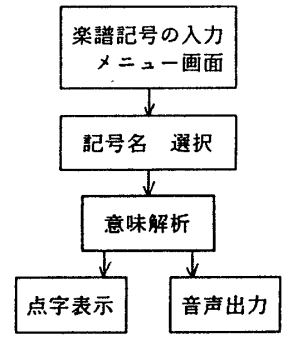 楽譜記号の入力
メニュー画面
記号名　選択
意味解析
点字表示
音声出力